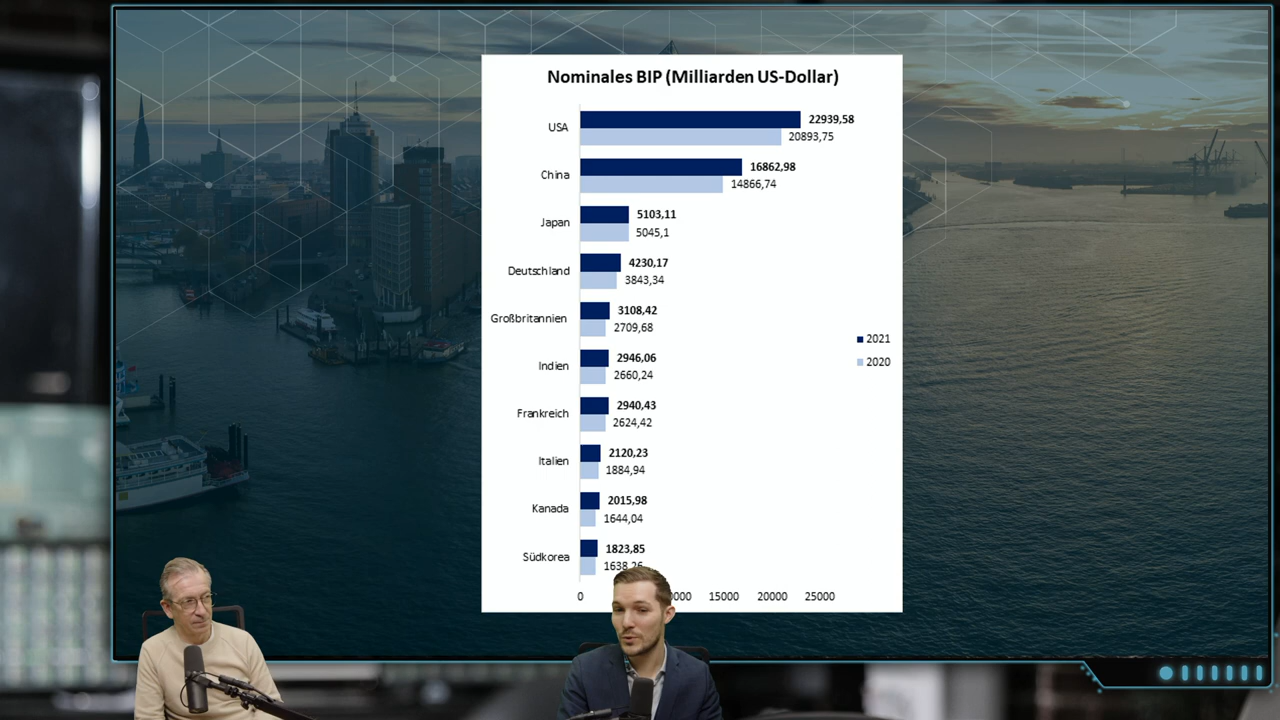 Nominales BIP (Milliarden US-Dollar)
USA
22939,58
20893,75
China
16862,98
14866,74
Japan
5103,11
5045,1
Deutschland
4230,17
3843,34
Großbritannien
3108,42
2709,68
2021
2020
Indien
2946,06
2660,24
Frankreich
2940,43
2624,42
Italien
2120,23
1884,94
Kanada
2015,98
1644,04
Südkorea
1823,85
1638,26
0 15000 20000 25000